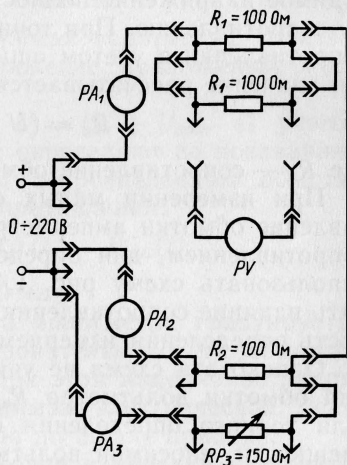 R₁ = 100 Ом
PA₁
R₁ = 100 Ом
+
0÷220 В
−
PV
PA₂
R₂ = 100 Ом
PA₃
RP₃ = 150 Ом